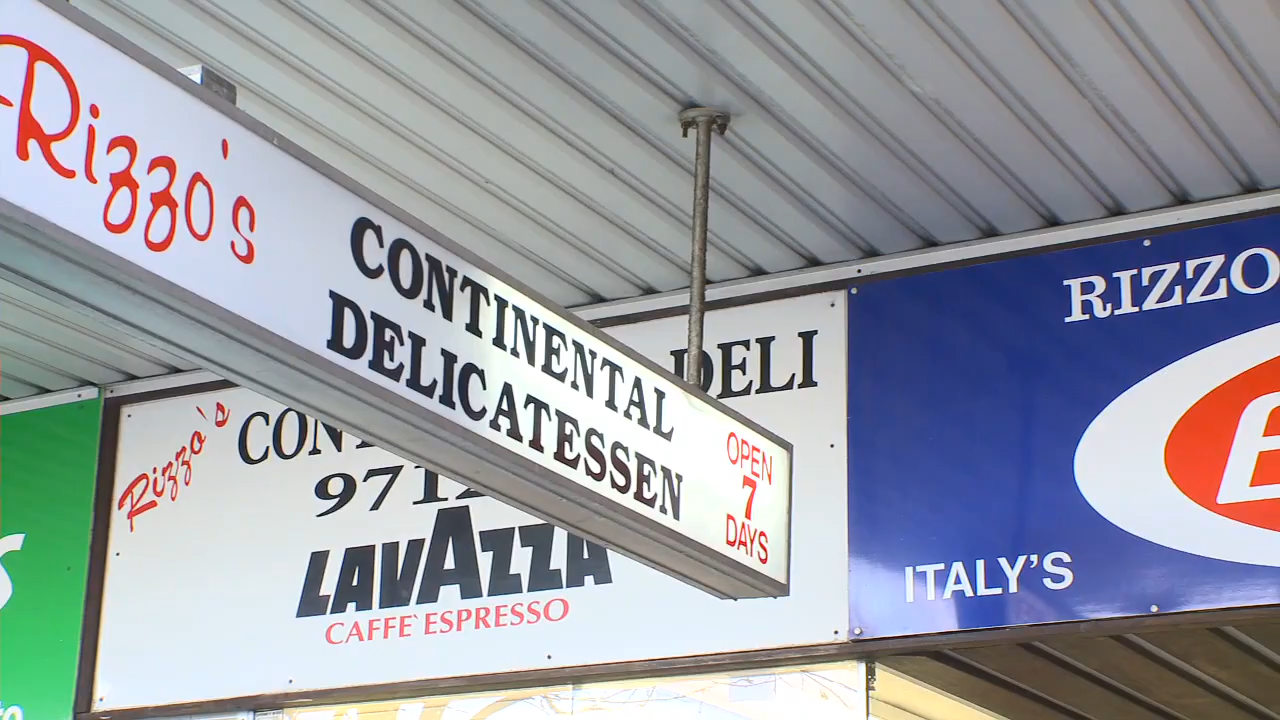 Rizzo's
CONTINENTAL
DELICATESSEN
OPEN
7
DAYS
Rizzo's
DELI
LAVAZZA
CAFFE` ESPRESSO
RIZZO
ITALY'S